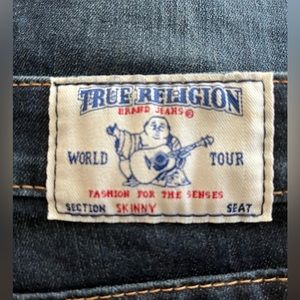 TRUE RELIGION
BRAND JEANS®
WORLD TOUR
FASHION FOR THE SENSES
SECTION SKINNY SEAT